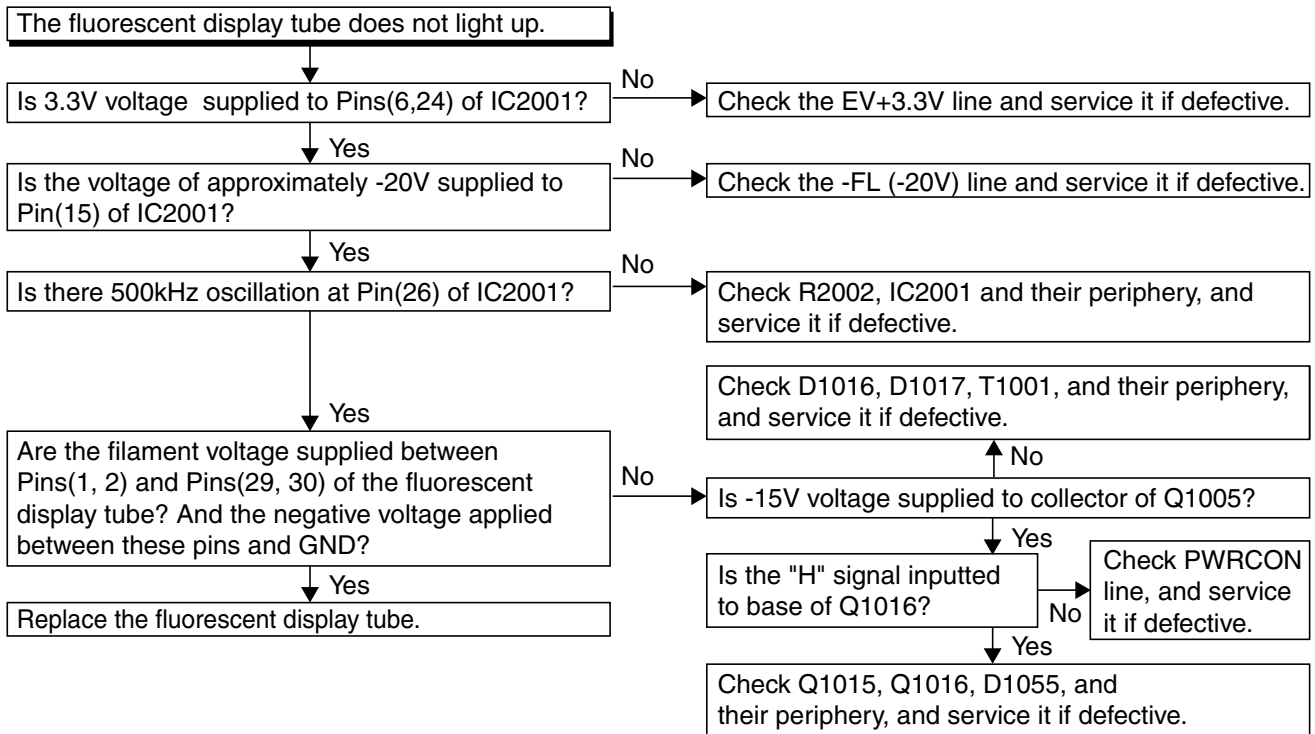 The fluorescent display tube does not light up.
Is 3.3V voltage supplied to Pins(6,24) of IC2001?
No
Check the EV+3.3V line and service it if defective.
Yes
Is the voltage of approximately -20V supplied to
Pin(15) of IC2001?
No
Check the -FL (-20V) line and service it if defective.
Yes
Is there 500kHz oscillation at Pin(26) of IC2001?
No
Check R2002, IC2001 and their periphery, and
service it if defective.
Yes
Are the filament voltage supplied between
Pins(1, 2) and Pins(29, 30) of the fluorescent
display tube? And the negative voltage applied
between these pins and GND?
No
Is -15V voltage supplied to collector of Q1005?
No
Check D1016, D1017, T1001, and their periphery,
and service it if defective.
Yes
Is the "H" signal inputted
to base of Q1016?
No
Check PWRCON
line, and service
it if defective.
Yes
Check Q1015, Q1016, D1055, and
their periphery, and service it if defective.
Yes
Replace the fluorescent display tube.